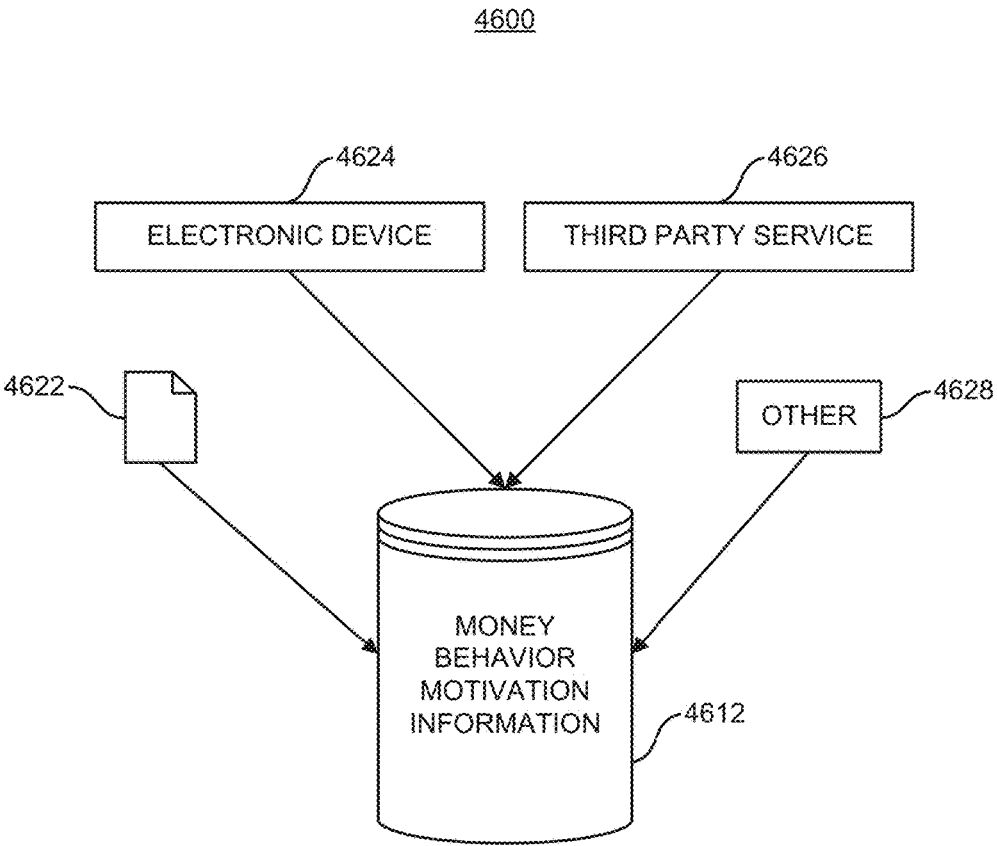 4600
4624
4626
ELECTRONIC DEVICE
THIRD PARTY SERVICE
4622
4628
OTHER
MONEY
BEHAVIOR
MOTIVATION
INFORMATION
4612